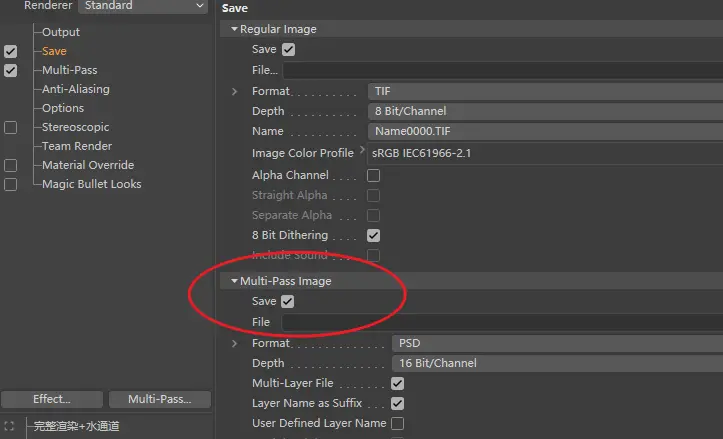 Renderer Standard
Save
Regular Image
Output
Save
Save
File...
Multi-Pass
Format . . . . . . . . . . TIF
Anti-Aliasing
Depth . . . . . . . . . . 8 Bit/Channel
Options
Name . . . . . . . . . . Name0000.TIF
Stereoscopic
Team Render
Image Color Profile sRGB IEC61966-2.1
Material Override
Alpha Channel . . . .
Magic Bullet Looks
Straight Alpha . . . .
Separate Alpha . . .
8 Bit Dithering . . . .
Include Sound . . . .
Multi-Pass Image
Save
File
Format . . . . . . . . . . . . PSD
Depth . . . . . . . . . . . . 16 Bit/Channel
Multi-Layer File . . . .
Effect... Multi-Pass...
Layer Name as Suffix . .
User Defined Layer Name
完整渲染+水通道